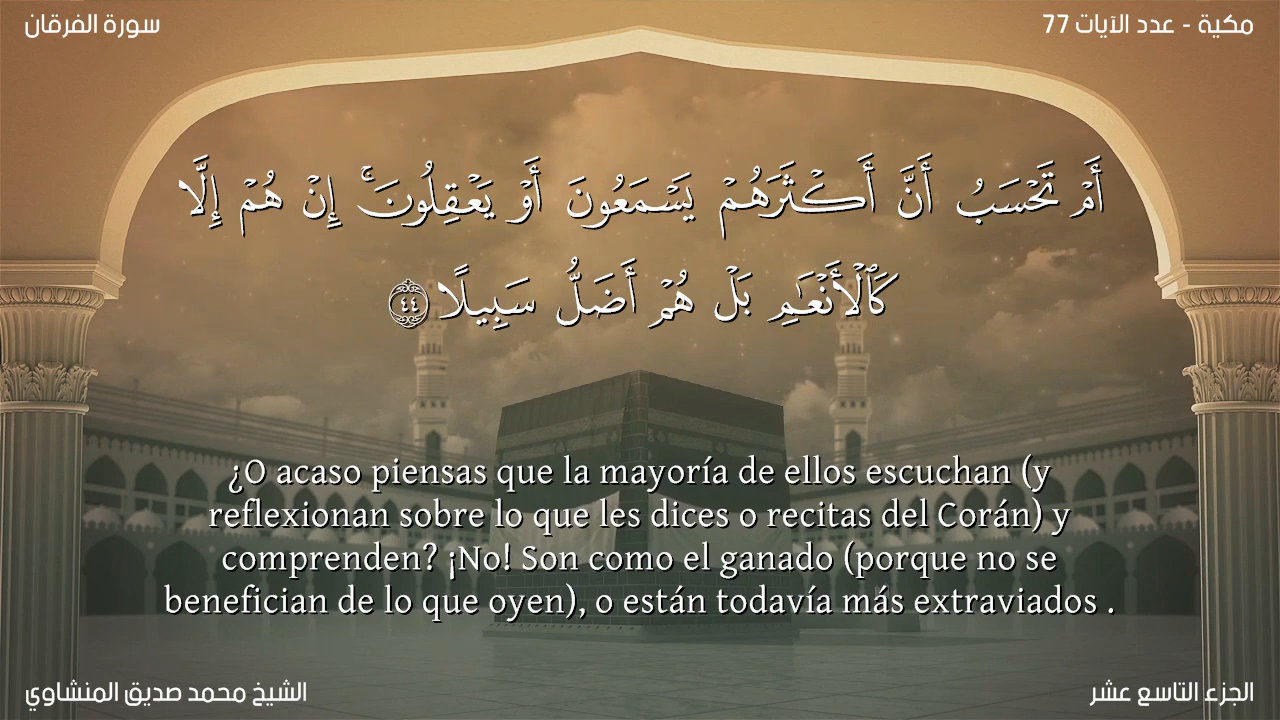 مكية - عدد الآيات 77
سورة الفرقان
أَمْ تَحْسَبُ أَنَّ أَكْثَرَهُمْ يَسْمَعُونَ أَوْ يَعْقِلُونَ ۚ إِنْ هُمْ إِلَّا
كَٱلْأَنْعَـٰمِ بَلْ هُمْ أَضَلُّ سَبِيلًا ٤٤
¿O acaso piensas que la mayoría de ellos escuchan (y
reflexionan sobre lo que les dices o recitas del Corán) y
comprenden? ¡No! Son como el ganado (porque no se
benefician de lo que oyen), o están todavía más extraviados .
الجزء التاسع عشر
الشيخ محمد صديق المنشاوي